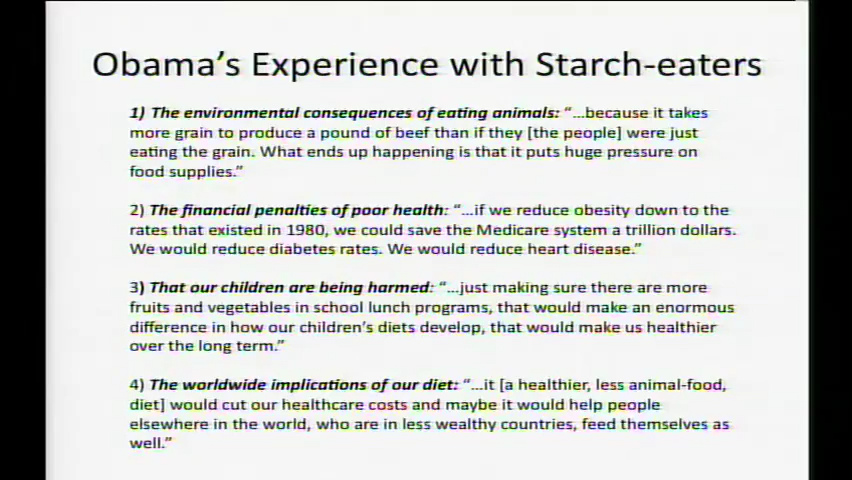 Obama's Experience with Starch-eaters
1) The environmental consequences of eating animals: “…because it takes
more grain to produce a pound of beef than if they [the people] were just
eating the grain. What ends up happening is that it puts huge pressure on
food supplies.”
2) The financial penalties of poor health: “…if we reduce obesity down to the
rates that existed in 1980, we could save the Medicare system a trillion dollars.
We would reduce diabetes rates. We would reduce heart disease.”
3) That our children are being harmed: “…just making sure there are more
fruits and vegetables in school lunch programs, that would make an enormous
difference in how our children’s diets develop, that would make us healthier
over the long term.”
4) The worldwide implications of our diet: “…it [a healthier, less animal-food,
diet] would cut our healthcare costs and maybe it would help people
elsewhere in the world, who are in less wealthy countries, feed themselves as
well.”